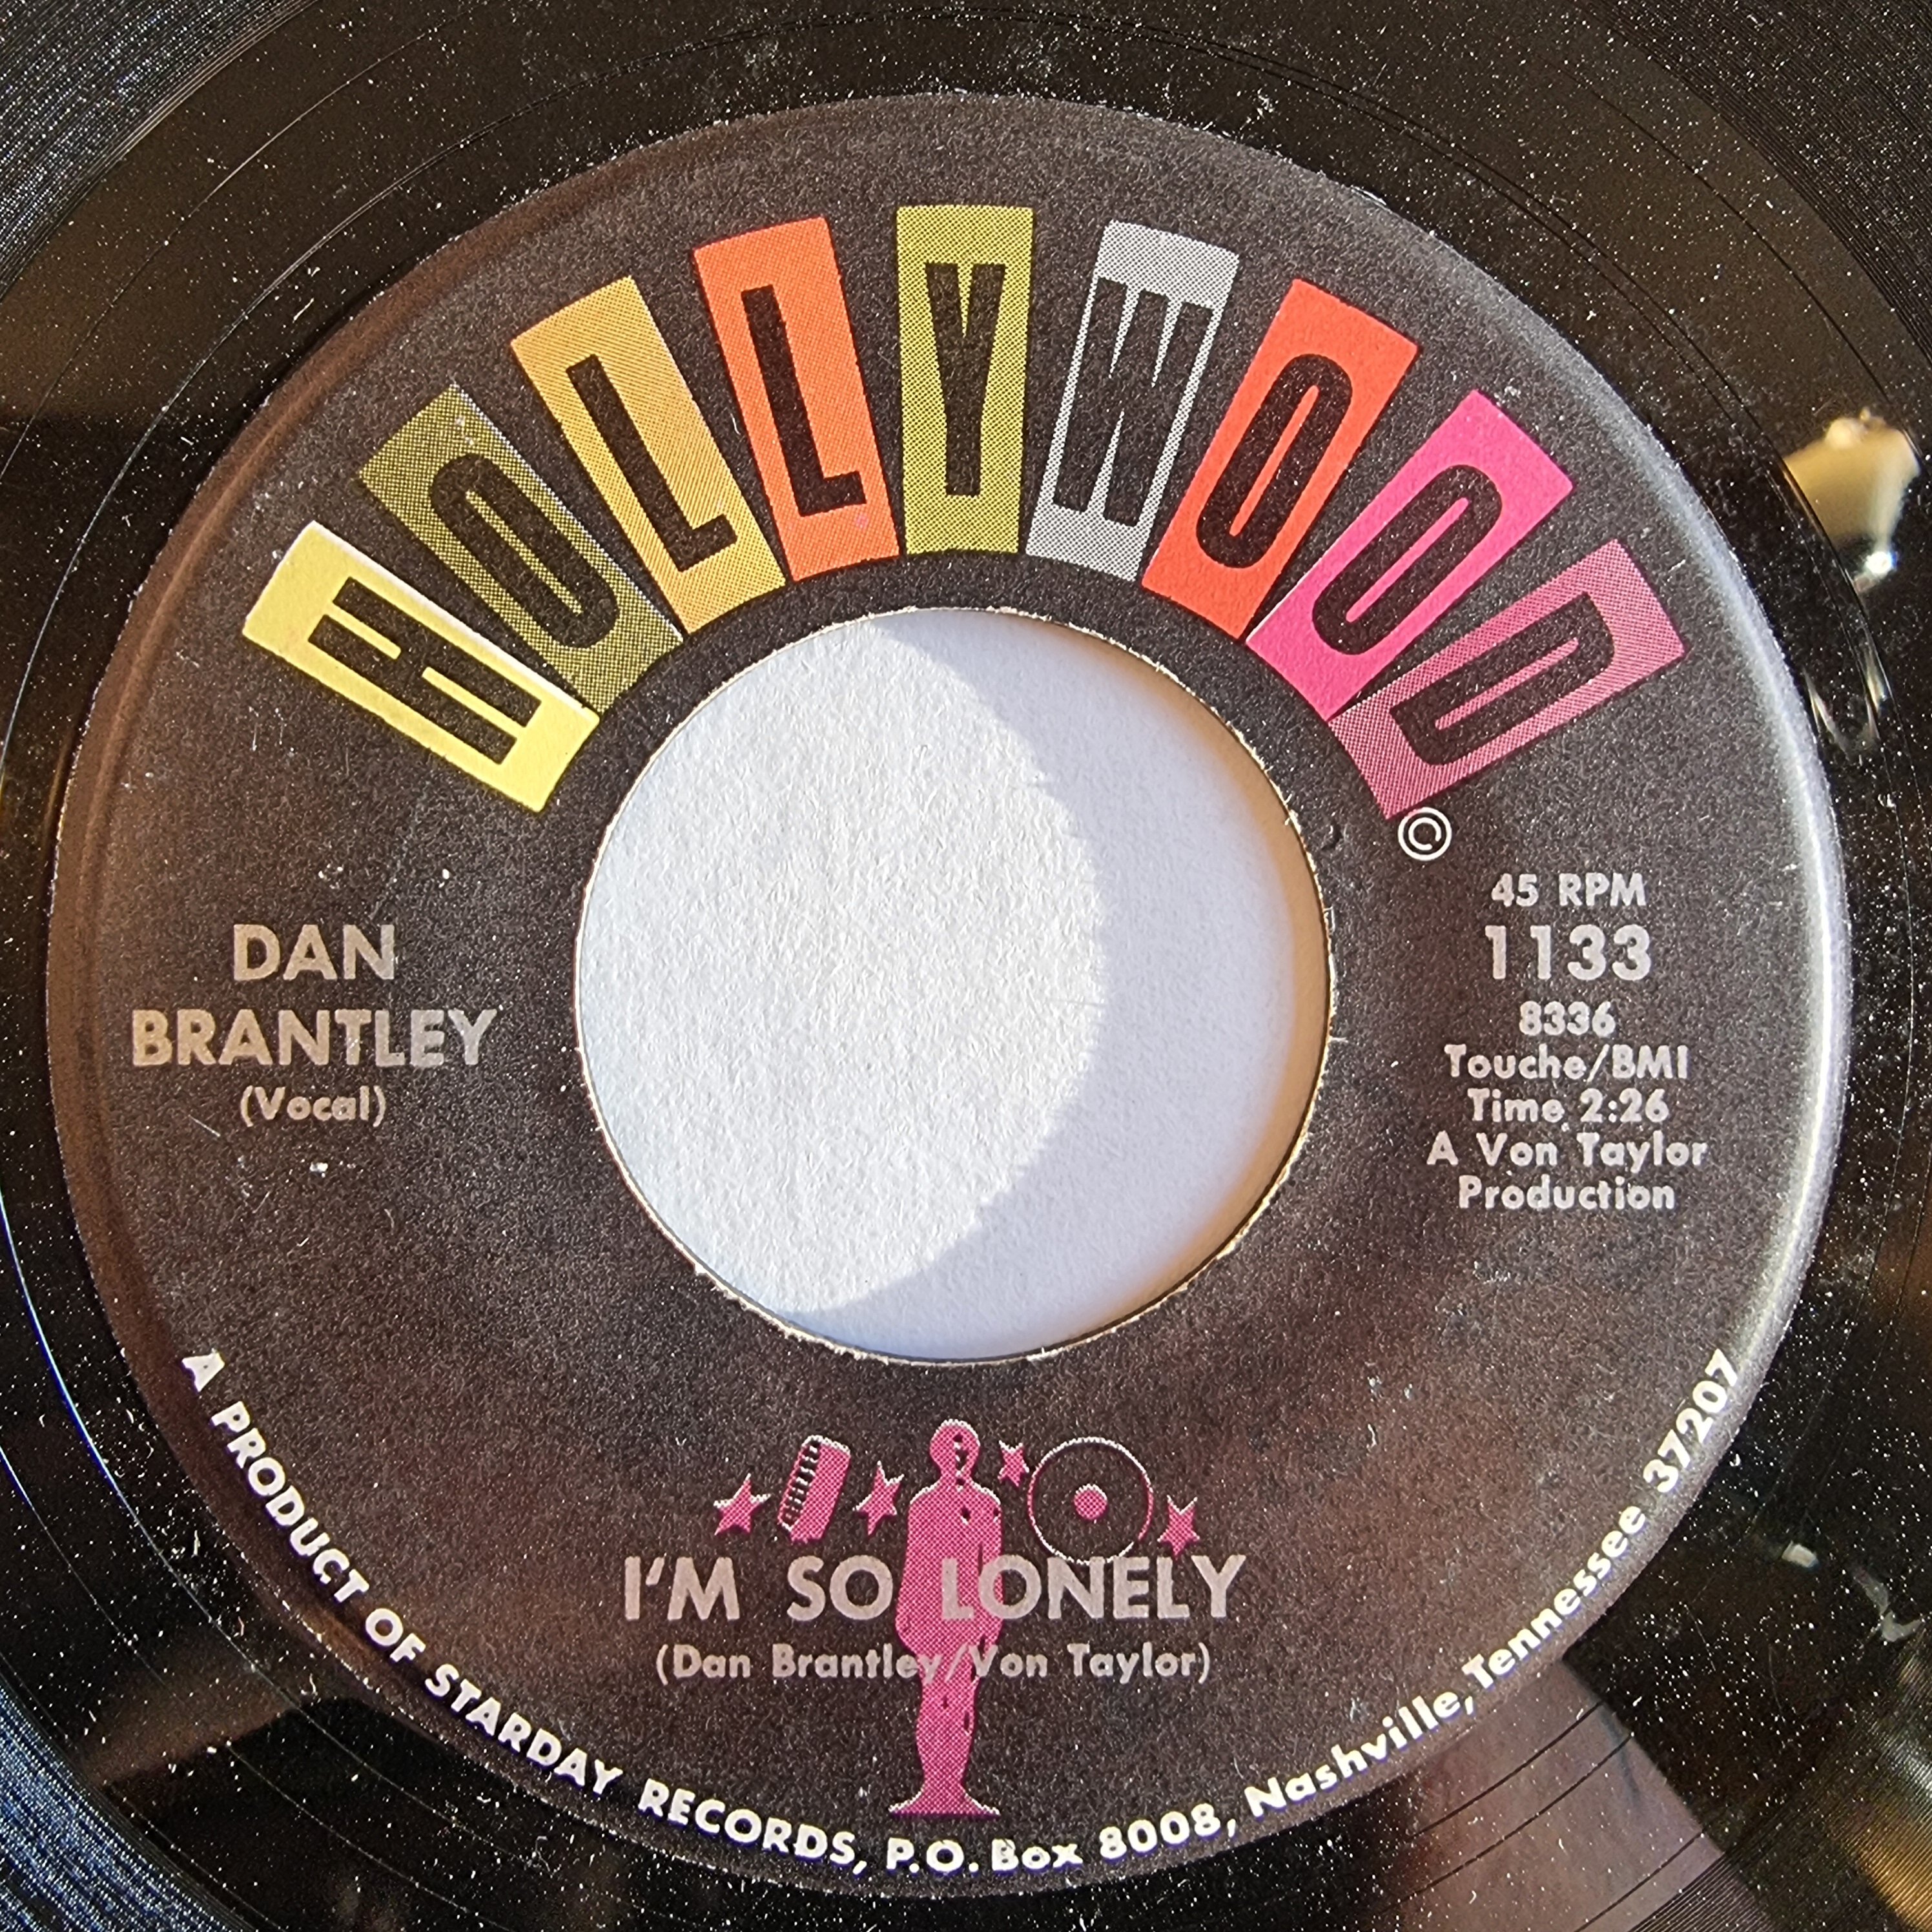 HOLLYWOOD
©
DAN
BRANTLEY
(Vocal)
45 RPM
1133
8336
Touche/BMI
Time 2:26
A Von Taylor
Production
I'M SO LONELY
(Dan Brantley/Von Taylor)
A PRODUCT OF STARDAY RECORDS, P.O. Box 8008, Nashville, Tennessee 37207